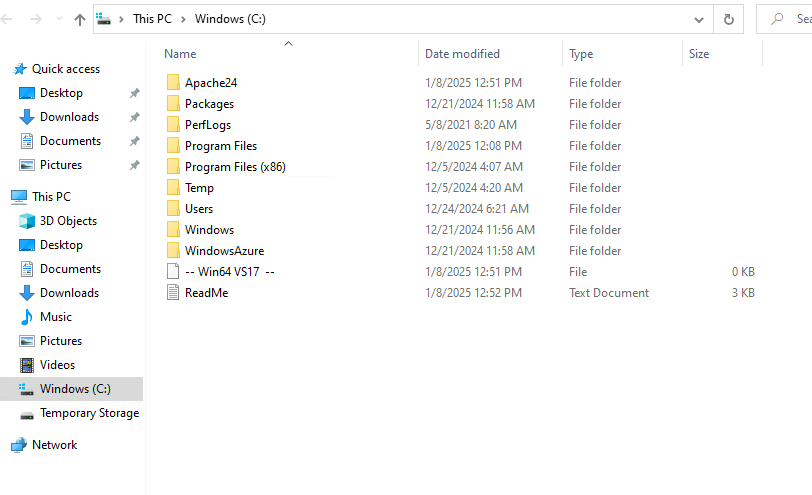 This PC > Windows (C:)
Sea
Name Date modified Type Size
Quick access
Desktop
Downloads
Documents
Pictures
This PC
3D Objects
Desktop
Documents
Downloads
Music
Pictures
Videos
Windows (C:)
Temporary Storage
Network
Apache24 1/8/2025 12:51 PM File folder
Packages 12/21/2024 11:58 AM File folder
PerfLogs 5/8/2021 8:20 AM File folder
Program Files 1/8/2025 12:08 PM File folder
Program Files (x86) 12/5/2024 4:07 AM File folder
Temp 12/5/2024 4:20 AM File folder
Users 12/24/2024 6:21 AM File folder
Windows 12/21/2024 11:56 AM File folder
WindowsAzure 12/21/2024 11:58 AM File folder
-- Win64 VS17 -- 1/8/2025 12:51 PM File 0 KB
ReadMe 1/8/2025 12:52 PM Text Document 3 KB